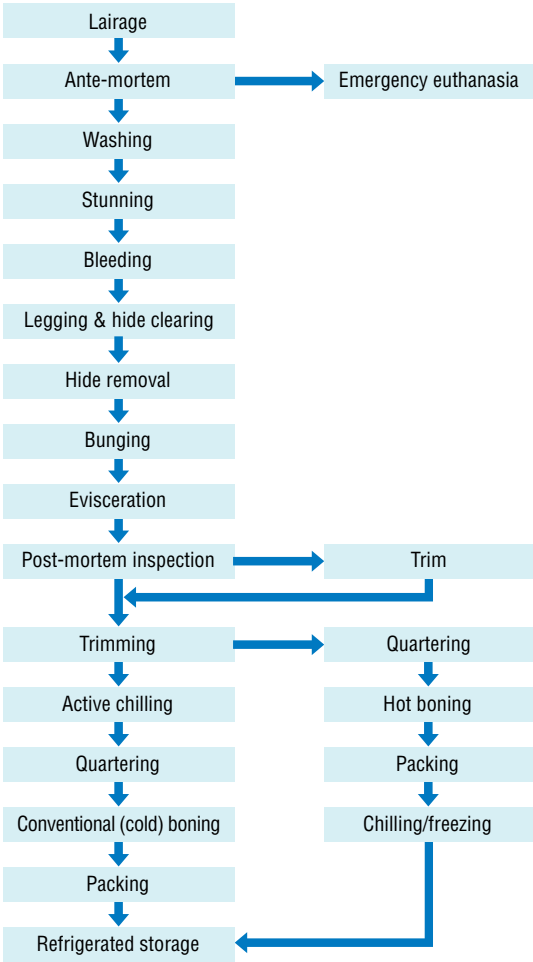 Lairage
Ante-mortem
Emergency euthanasia
Washing
Stunning
Bleeding
Legging & hide clearing
Hide removal
Bunging
Evisceration
Post-mortem inspection
Trim
Trimming
Quartering
Active chilling
Hot boning
Quartering
Packing
Conventional (cold) boning
Chilling/freezing
Packing
Refrigerated storage